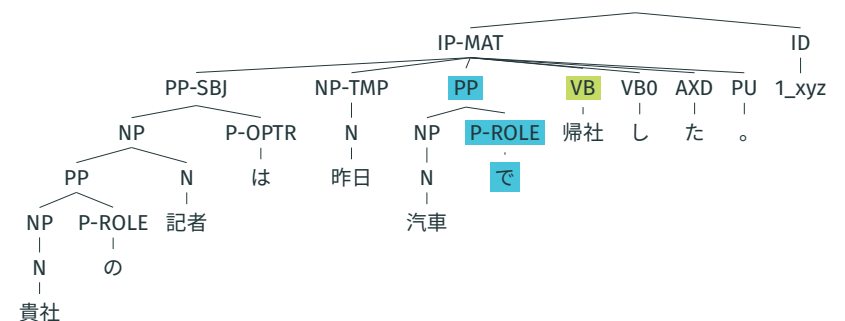 IP-MAT ID
PP-SBJ NP-TMP PP VB VB0 AXD PU 1_xyz
NP P-OPTR N NP P-ROLE 帰社 し た 。
PP N は 昨日 N で
NP P-ROLE 記者 汽車
N の
貴社